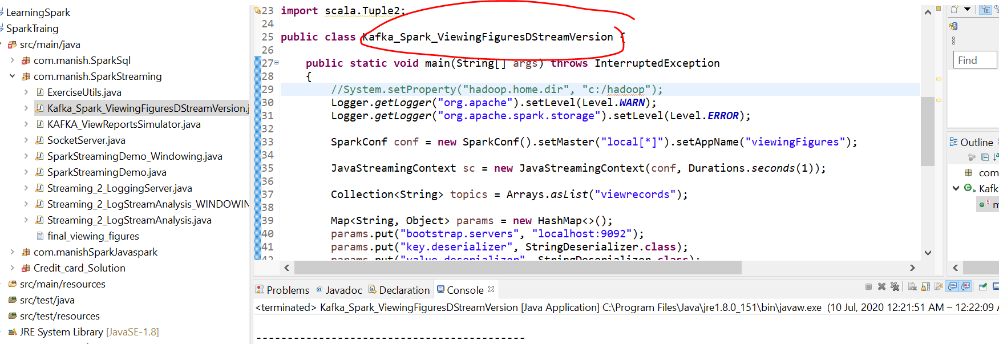 LearningSpark
SparkTraing
src/main/java
com.manish.SparkSql
com.manish.SparkStreaming
ExerciseUtils.java
Kafka_Spark_ViewingFiguresDStreamVersion.j
KAFKA_ViewReportsSimulator.java
SocketServer.java
SparkStreamingDemo_Windowing.java
SparkStreamingDemo.java
Streaming_2_LoggingServer.java
Streaming_2_LogStreamAnalysis_WINDOWIN
Streaming_2_LogStreamAnalysis.java
final_viewing_figures
com.manishSparkJavaspark
Credit_card_Solution
src/main/resources
src/test/java
src/test/resources
JRE System Library [JavaSE-1.8]
23 import scala.Tuple2;
24
25 public class Kafka_Spark_ViewingFiguresDStreamVersion {
26
27 public static void main(String[] args) throws InterruptedException
28 {
29 //System.setProperty("hadoop.home.dir", "c:/hadoop");
30 Logger.getLogger("org.apache").setLevel(Level.WARN);
31 Logger.getLogger("org.apache.spark.storage").setLevel(Level.ERROR);
32
33 SparkConf conf = new SparkConf().setMaster("local[*]").setAppName("viewingFigures");
34
35 JavaStreamingContext sc = new JavaStreamingContext(conf, Durations.seconds(1));
36
37 Collection<String> topics = Arrays.asList("viewrecords");
38
39 Map<String, Object> params = new HashMap<>();
40 params.put("bootstrap.servers", "localhost:9092");
41 params.put("key.deserializer", StringDeserializer.class);
42 params.put("value.deserializer", StringDeserializer.class);
Find
Outline
com
Kafk
m
Problems @ Javadoc Declaration Console
<terminated> Kafka_Spark_ViewingFiguresDStreamVersion [Java Application] C:\Program Files\Java\jre1.8.0_151\bin\javaw.exe (10 Jul, 2020 12:21:51 AM – 12:22:09 A
-------------------------------------------